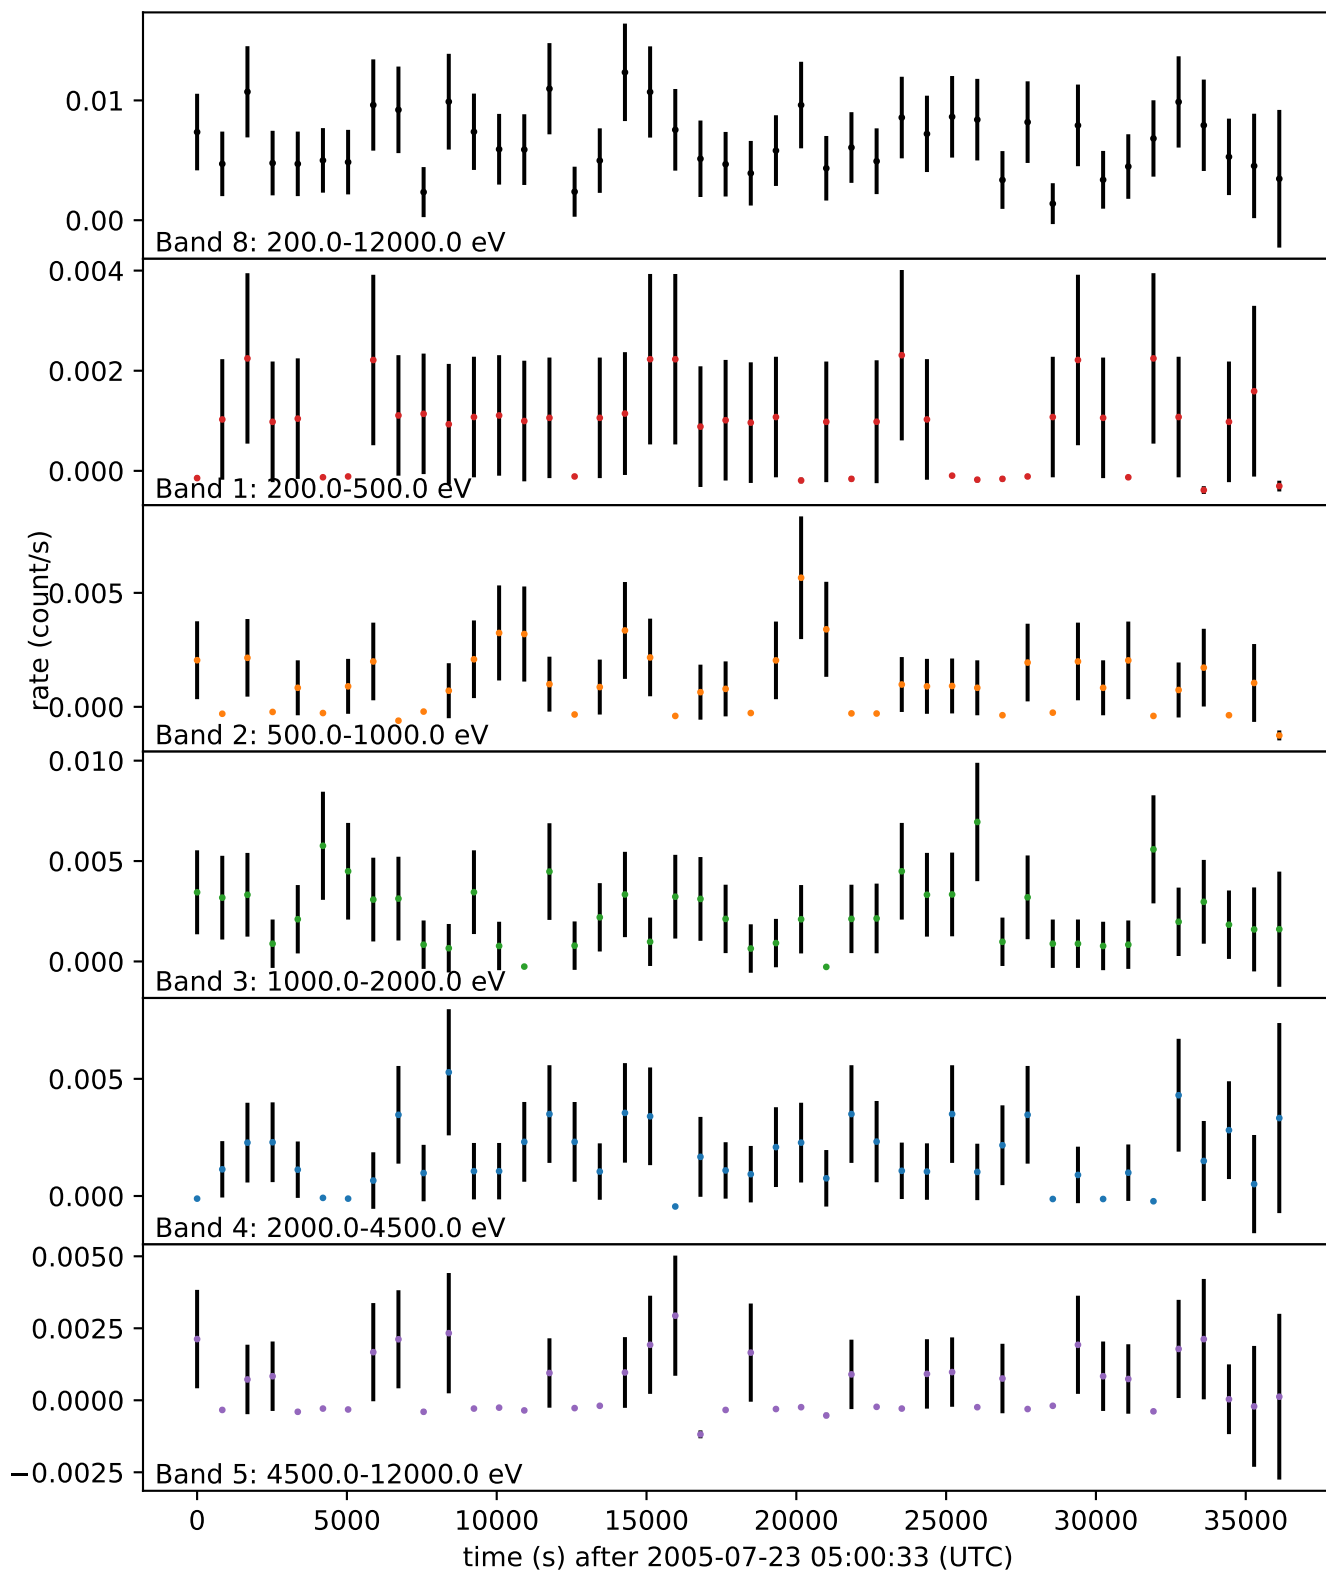 0.01
0.00
Band 8: 200.0-12000.0 eV
0.004
0.002
0.000
Band 1: 200.0-500.0 eV
rate (count/s)
0.005
0.000
Band 2: 500.0-1000.0 eV
0.010
0.005
0.000
Band 3: 1000.0-2000.0 eV
0.005
0.000
Band 4: 2000.0-4500.0 eV
0.0050
0.0025
0.0000
−0.0025
Band 5: 4500.0-12000.0 eV
0 5000 10000 15000 20000 25000 30000 35000
time (s) after 2005-07-23 05:00:33 (UTC)